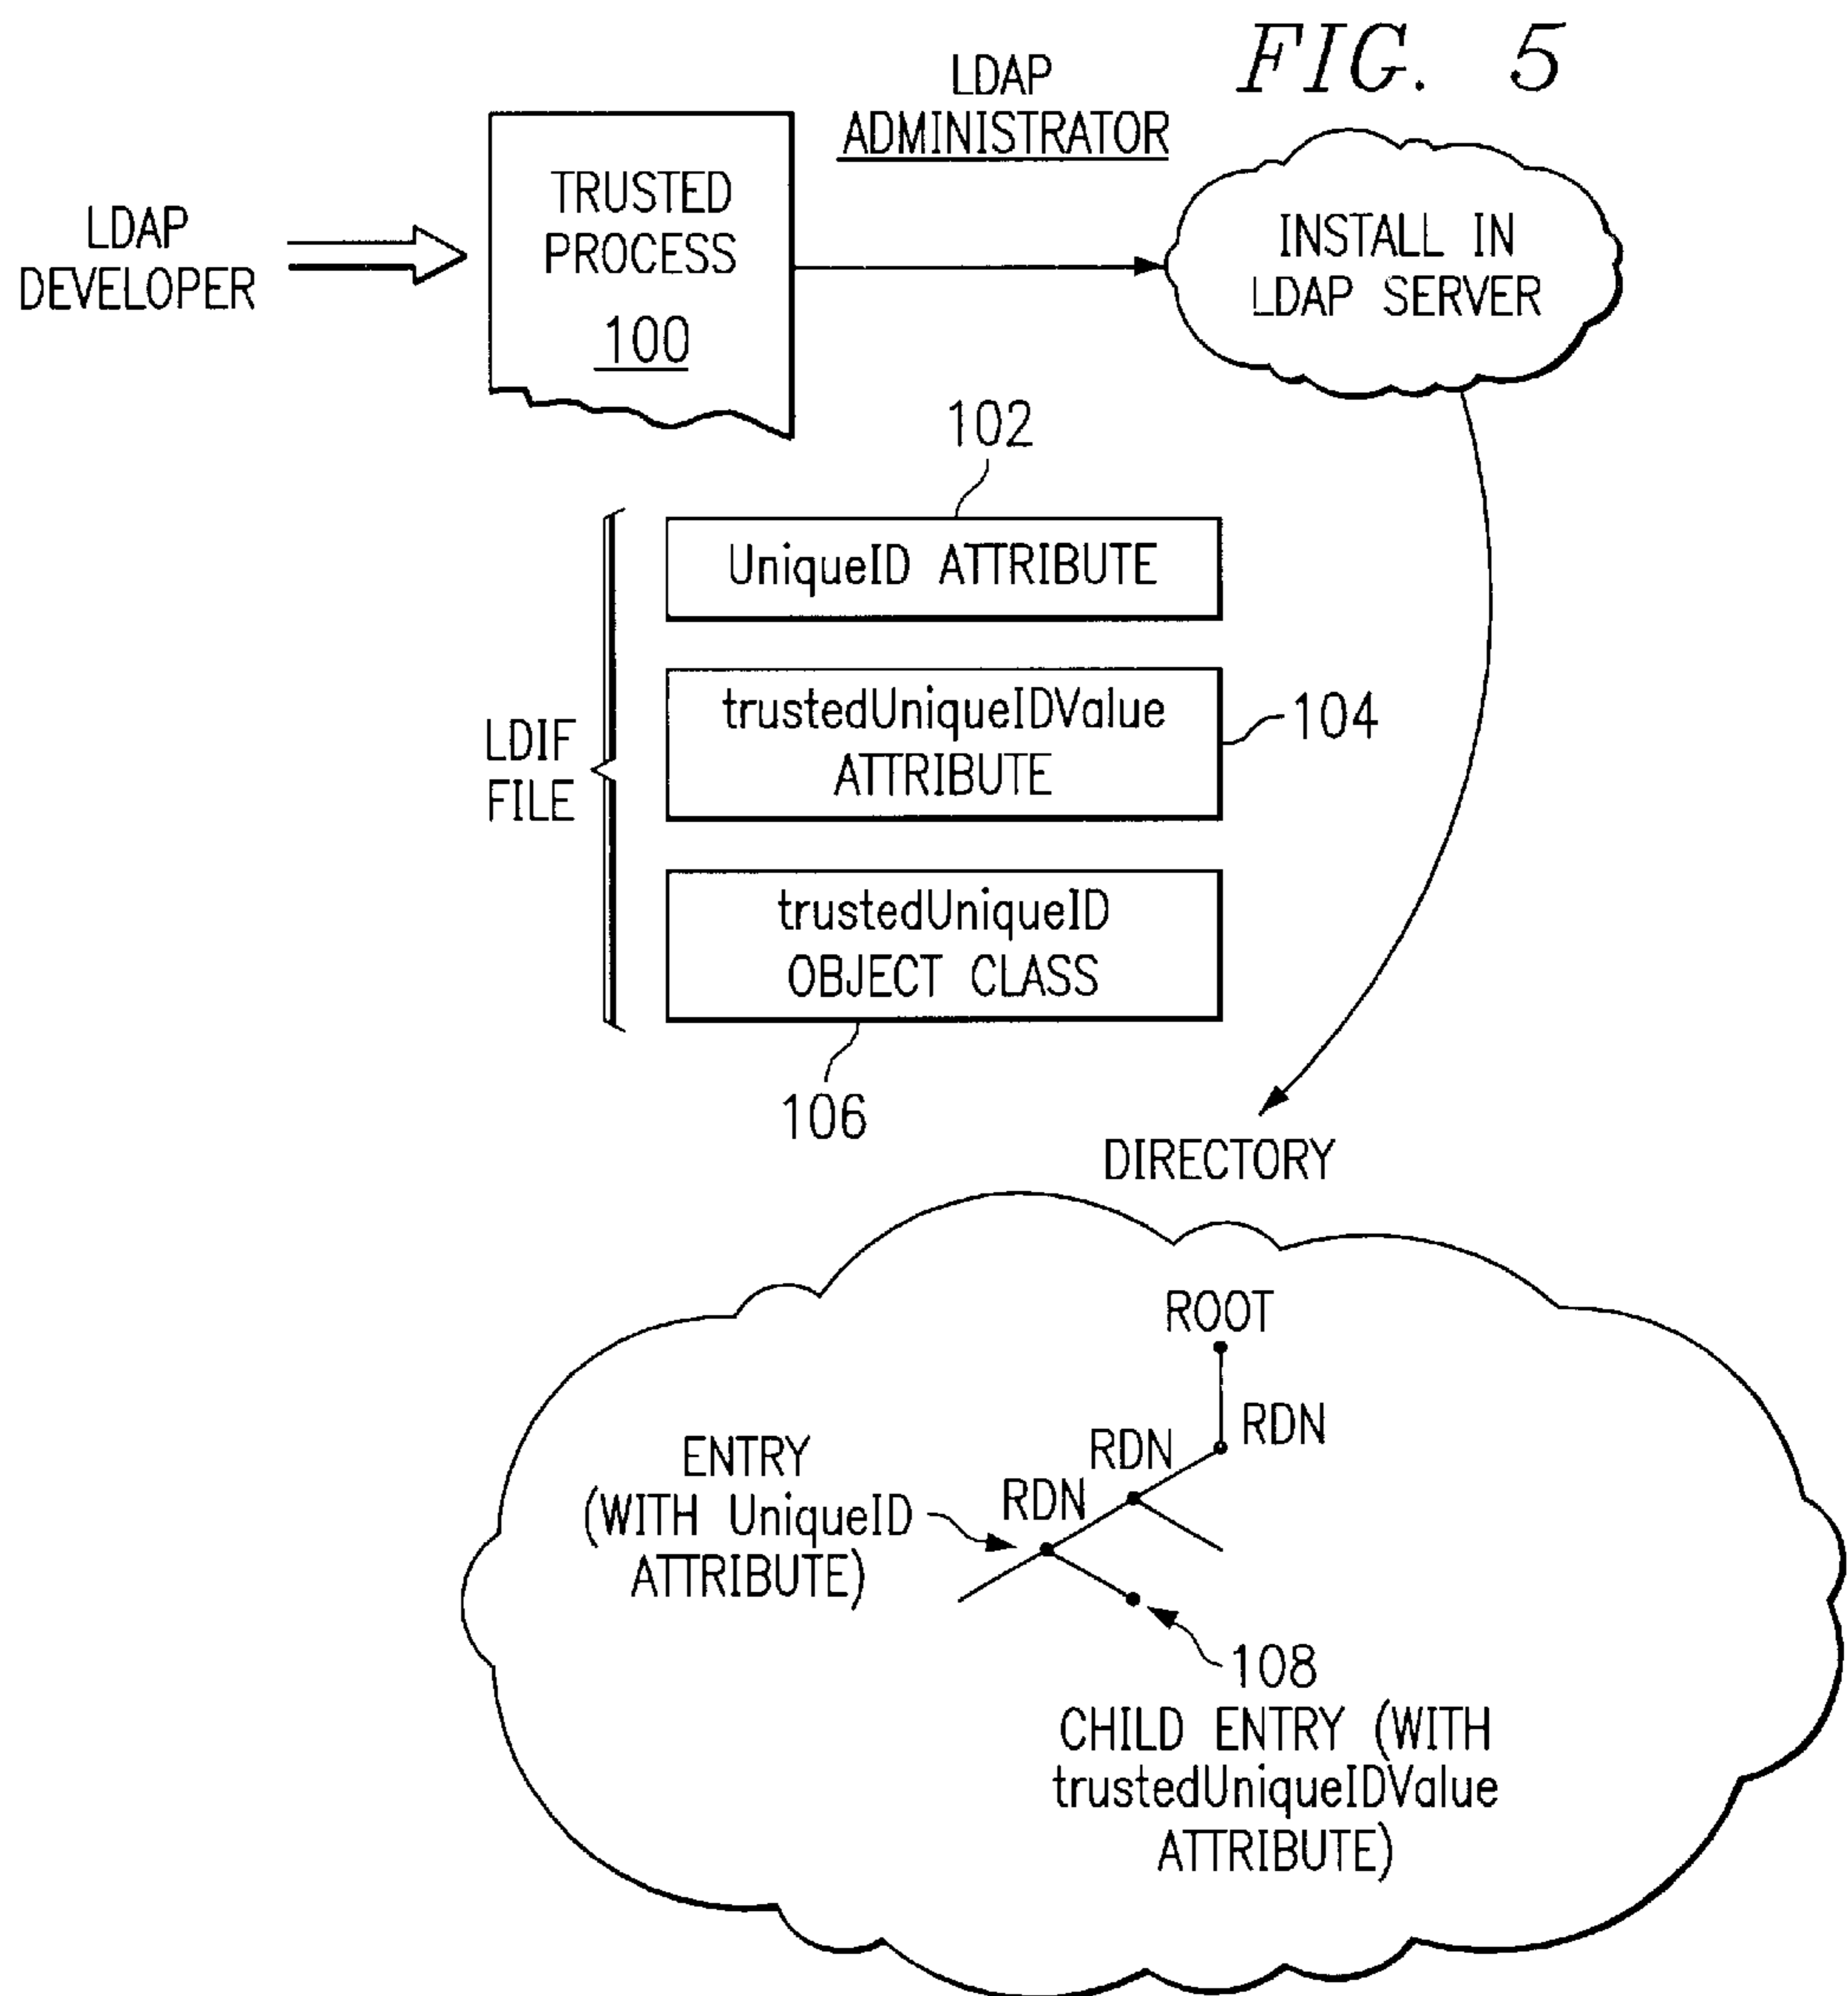 FIG. 5
LDAP
ADMINISTRATOR
LDAP
DEVELOPER
TRUSTED
PROCESS
100
INSTALL IN
LDAP SERVER
102
UniqueID ATTRIBUTE
trustedUniqueIDValue
ATTRIBUTE
104
LDIF
FILE
trustedUniqueID
OBJECT CLASS
106
DIRECTORY
ROOT
RDN
RDN
RDN
ENTRY
(WITH UniqueID
ATTRIBUTE)
108
CHILD ENTRY (WITH
trustedUniqueIDValue
ATTRIBUTE)